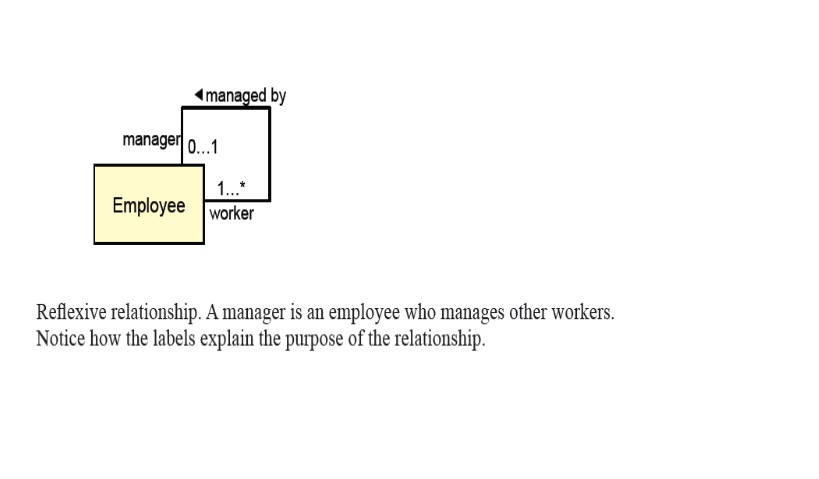 ◄managed by
manager
0...1
1...*
Employee
worker
Reflexive relationship. A manager is an employee who manages other workers.
Notice how the labels explain the purpose of the relationship.